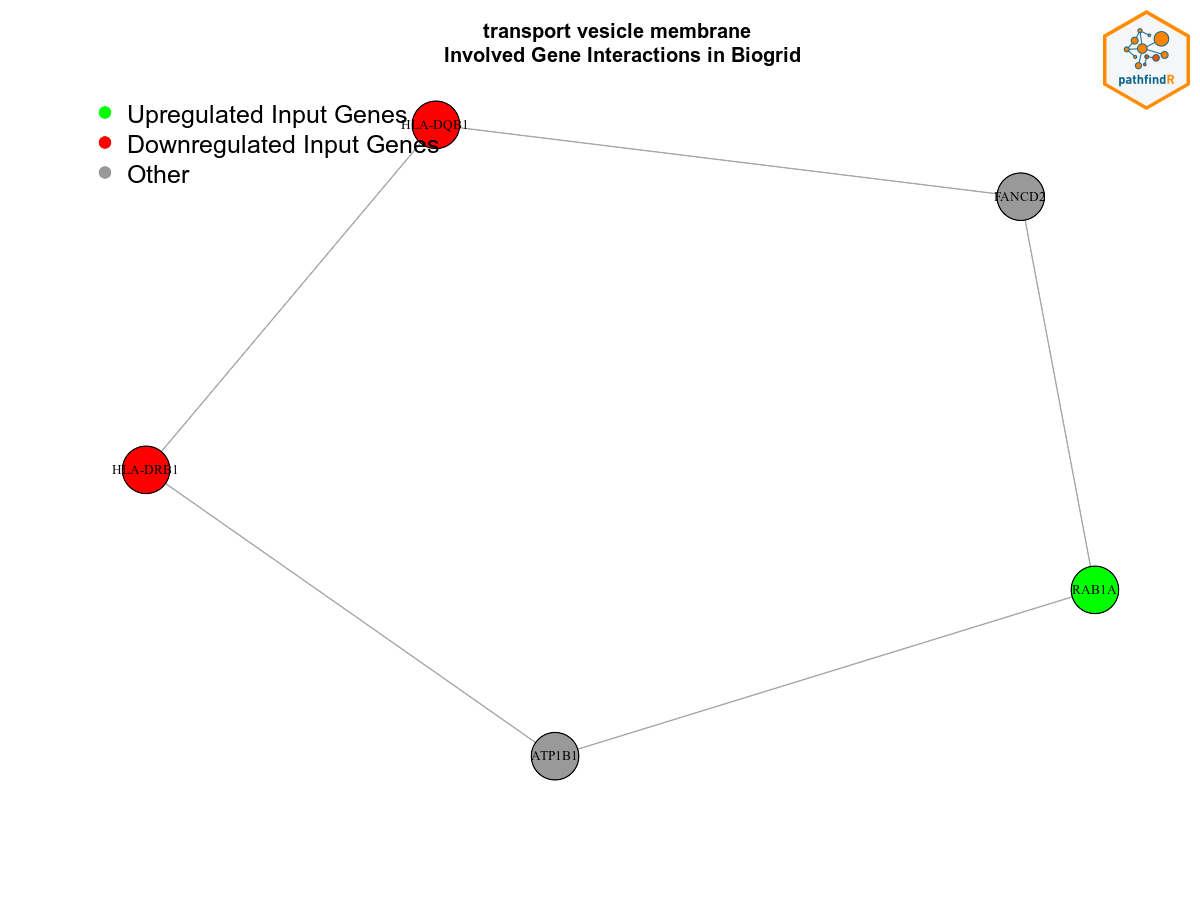 transport vesicle membrane
Involved Gene Interactions in Biogrid
pathfindR
Upregulated Input Genes
Downregulated Input Genes
Other
HLA-DQB1
FANCD2
HLA-DRB1
RAB1A
ATP1B1